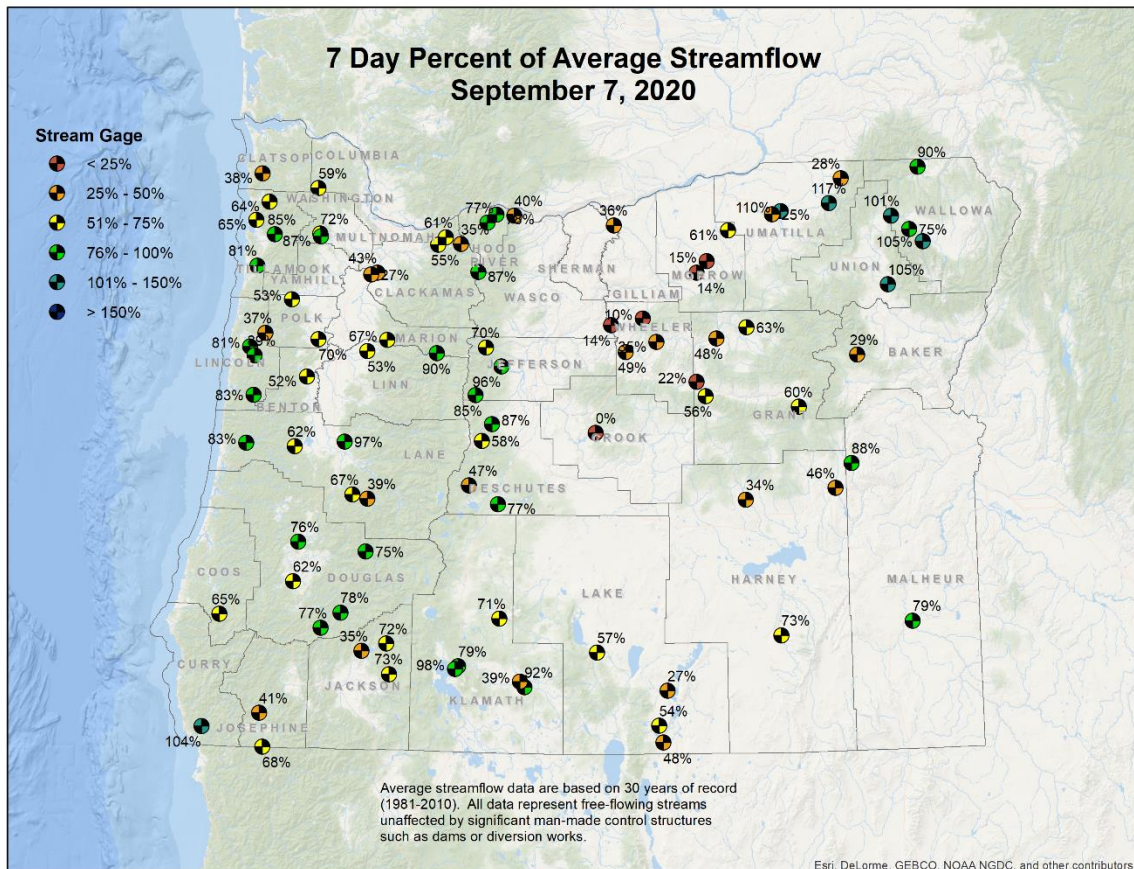 7 Day Percent of Average Streamflow
September 7, 2020
Stream Gage
< 25%
25% - 50%
51% - 75%
76% - 100%
101% - 150%
> 150%
CLATSOP
COLUMBIA
38%
59%
64%
WASHINGTON
65%
85%
72%
87%
MULTNOMAH
61%
77%
40%
35%
55%
HOOD
RIVER
87%
36%
SHERMAN
28%
117%
110%
25%
UMATILLA
61%
90%
101%
WALLOWA
75%
105%
UNION
105%
81%
TILLAMOOK
YAMHILL
43%
27%
CLACKAMAS
WASCO
GILLIAM
15%
MORROW
14%
53%
POLK
37%
81%
LINCOLN
70%
67%
MARION
53%
90%
LINN
70%
JEFFERSON
10%
14%
WHEELER
49%
48%
63%
29%
BAKER
52%
BENTON
83%
96%
85%
87%
58%
22%
56%
GRANT
60%
0%
CROOK
83%
62%
97%
LANE
88%
46%
34%
67%
39%
47%
DESCHUTES
77%
76%
75%
62%
DOUGLAS
COOS
65%
78%
77%
71%
LAKE
HARNEY
MALHEUR
79%
73%
57%
CURRY
35%
72%
73%
JACKSON
98%
79%
39%
92%
KLAMATH
27%
54%
48%
41%
JOSEPHINE
104%
68%
Average streamflow data are based on 30 years of record
(1981-2010). All data represent free-flowing streams
unaffected by significant man-made control structures
such as dams or diversion works.
Esri, DeLorme, GEBCO, NOAA NGDC, and other contributors